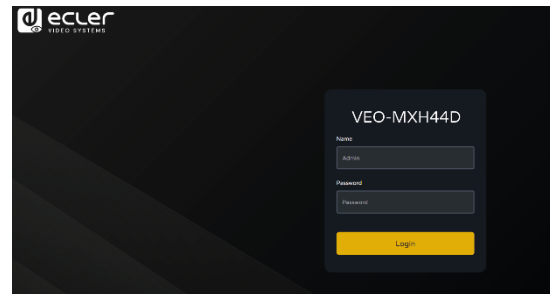 ecler
VIDEO SYSTEMS
VEO-MXH44D
Name
Admin
Password
Password
Login